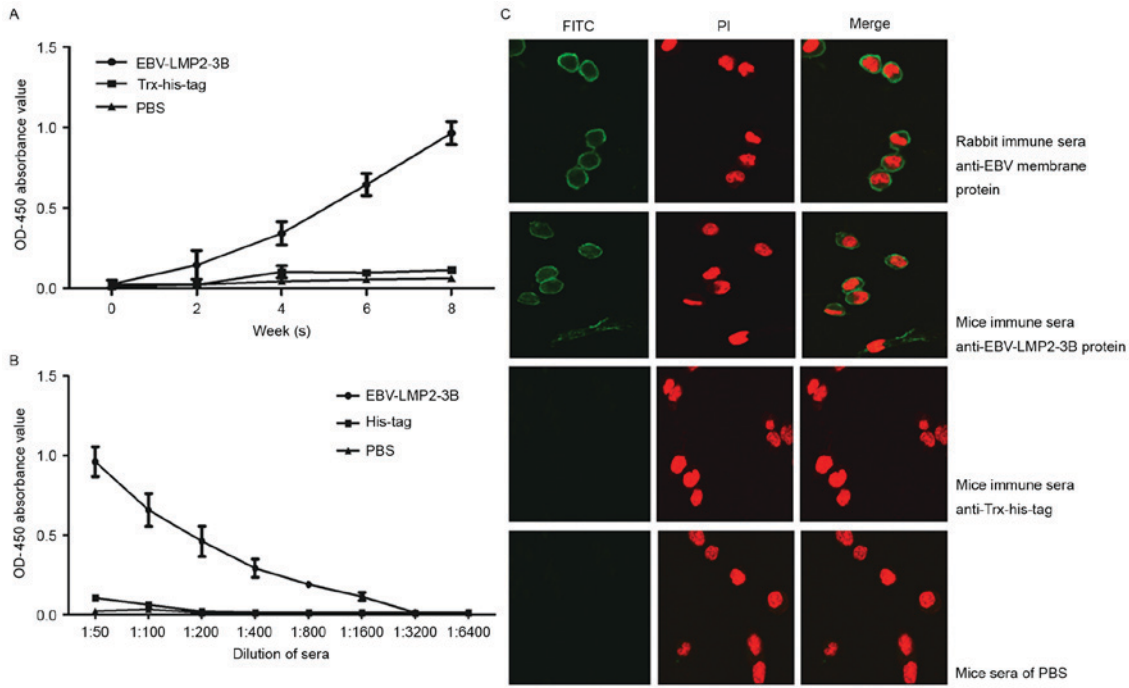 A
OD-450 absorbance value
1.5
1.0
0.5
0.0
EBV-LMP2-3B
Trx-his-tag
PBS
0
2
4
6
8
Week (s)
B
OD-450 absorbance value
1.5
1.0
0.5
0.0
EBV-LMP2-3B
His-tag
PBS
1:50
1:100
1:200
1:400
1:800
1:1600
1:3200
1:6400
Dilution of sera
C
FITC
PI
Merge
Rabbit immune sera
anti-EBV membrane
protein
Mice immune sera
anti-EBV-LMP2-3B protein
Mice immune sera
anti-Trx-his-tag
Mice sera of PBS